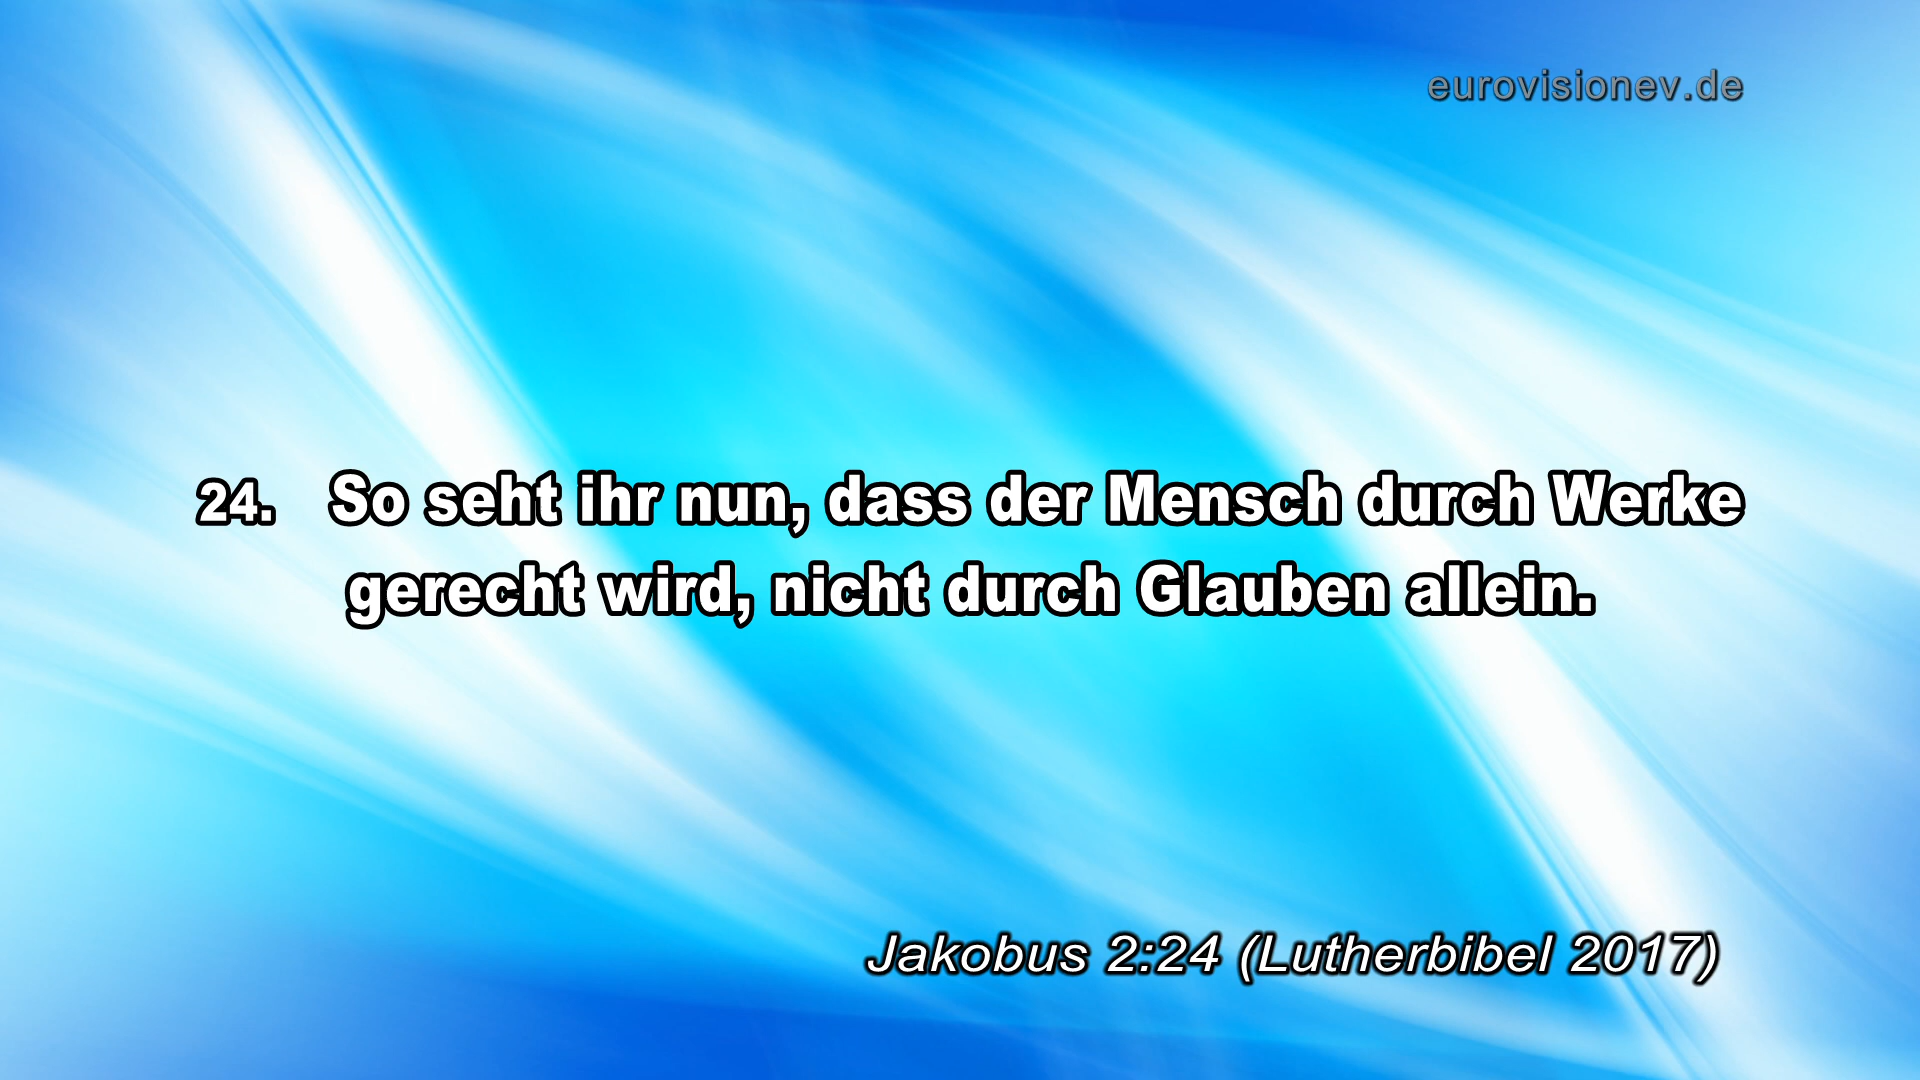 eurovisionev.de
24. So seht ihr nun, dass der Mensch durch Werke
gerecht wird, nicht durch Glauben allein.
Jakobus 2:24 (Lutherbibel 2017)